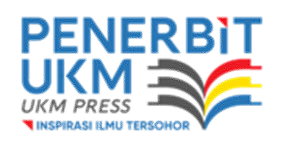 PENERBIT
UKM
UKM PRESS
INSPIRASI ILMU TERSOHOR